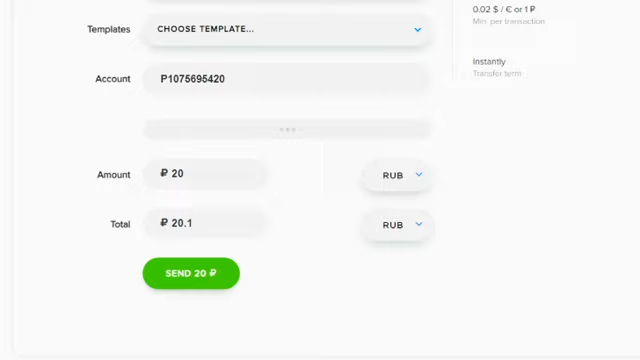 0.02 $ / € or 1 ₽
Min. per transaction
Templates CHOOSE TEMPLATE...
Instantly
Transfer term
Account P1075695420
Amount ₽ 20 RUB
Total ₽ 20.1 RUB
SEND 20 ₽